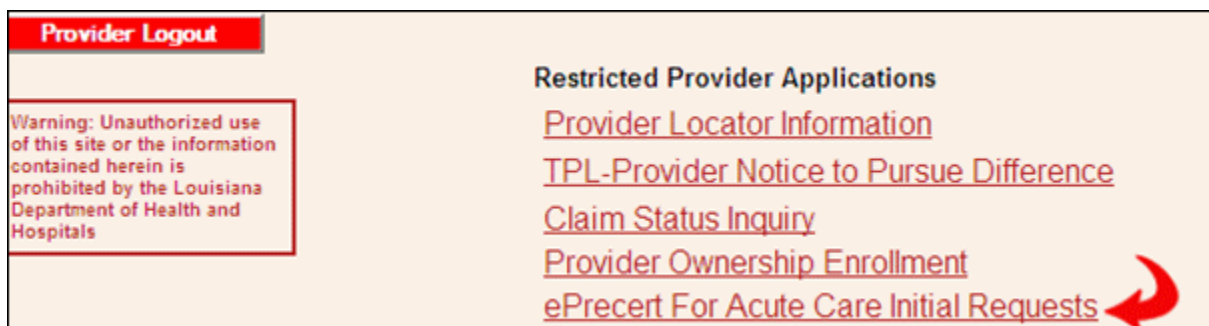 Provider Logout
Warning: Unauthorized use
of this site or the information
contained herein is
prohibited by the Louisiana
Department of Health and
Hospitals
Restricted Provider Applications
Provider Locator Information
TPL-Provider Notice to Pursue Difference
Claim Status Inquiry
Provider Ownership Enrollment
ePrecert For Acute Care Initial Requests